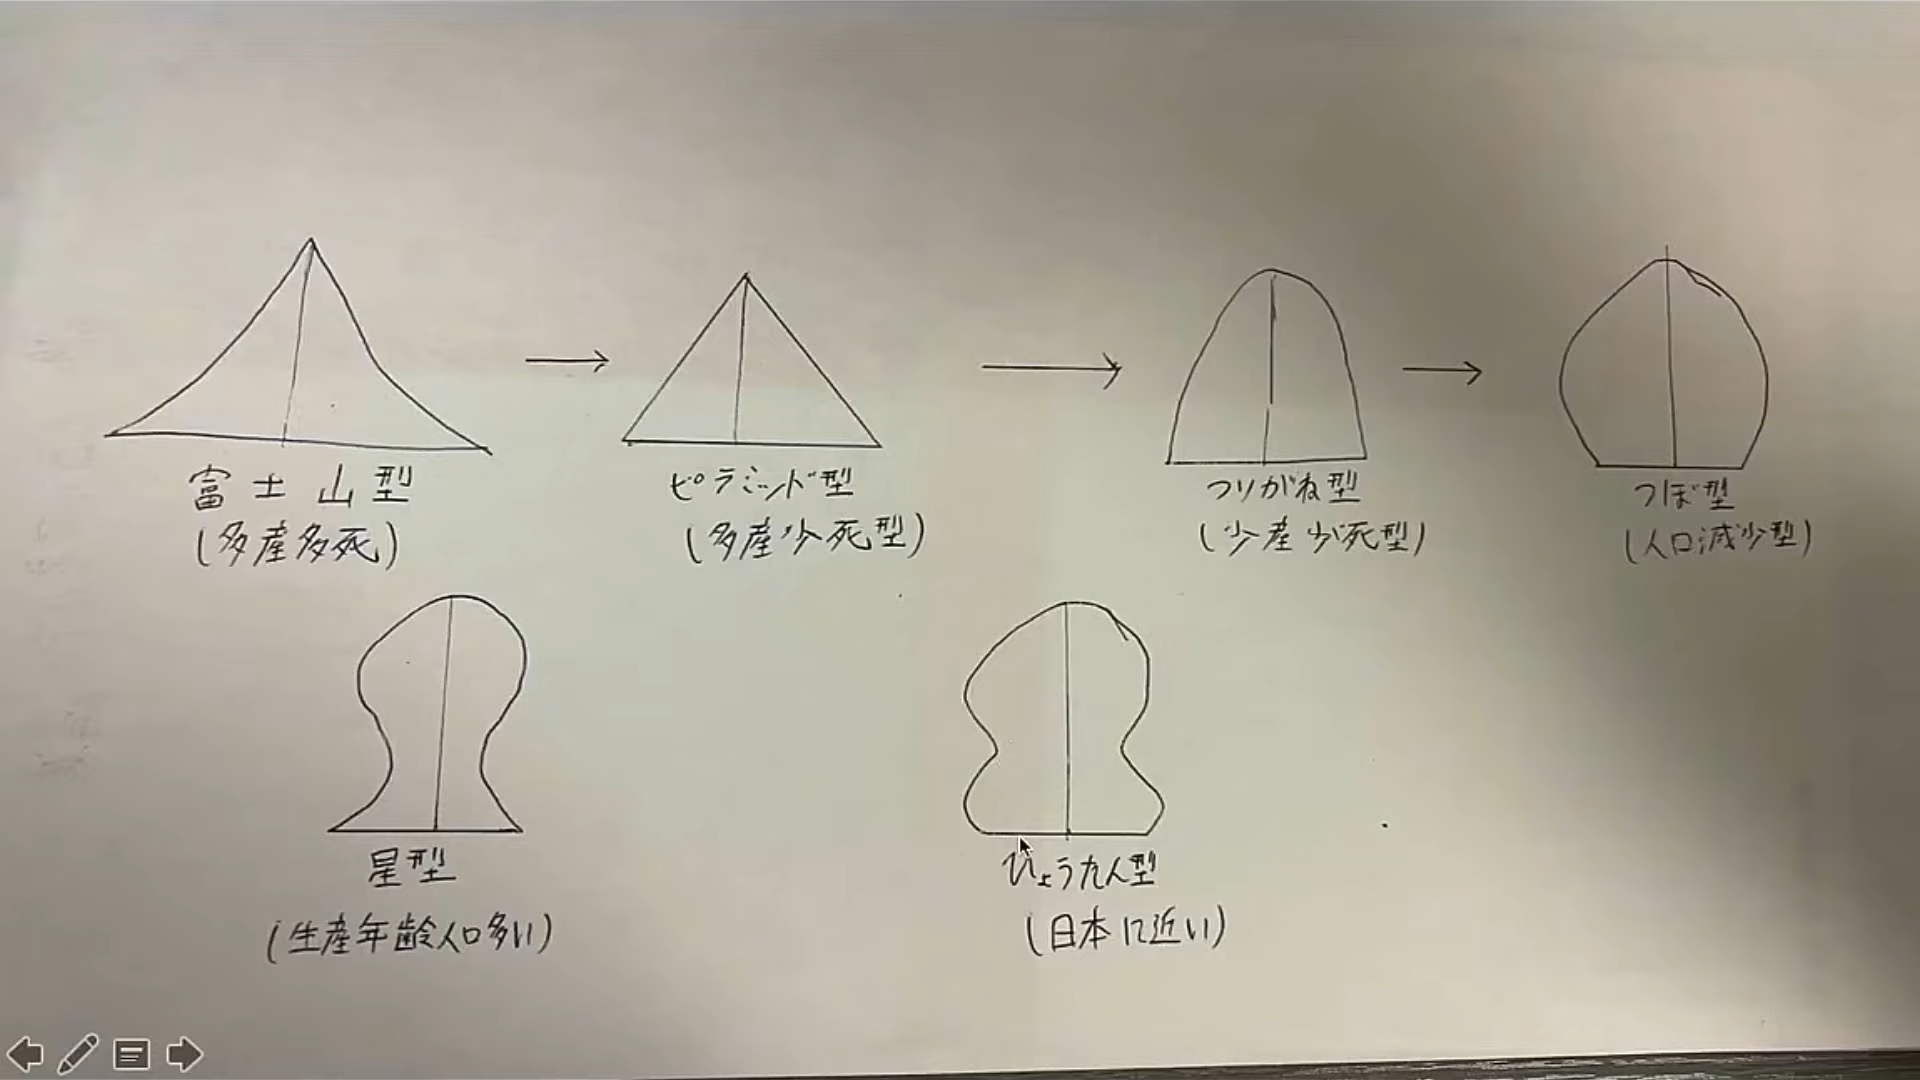 富士山型
(多産多死)
ピラミッド型
(多産少死型)
つりがね型
(少産少死型)
つぼ型
(人口減少型)
星型
(生産年齢人口多い)
ひょうたん型
(日本に近い)